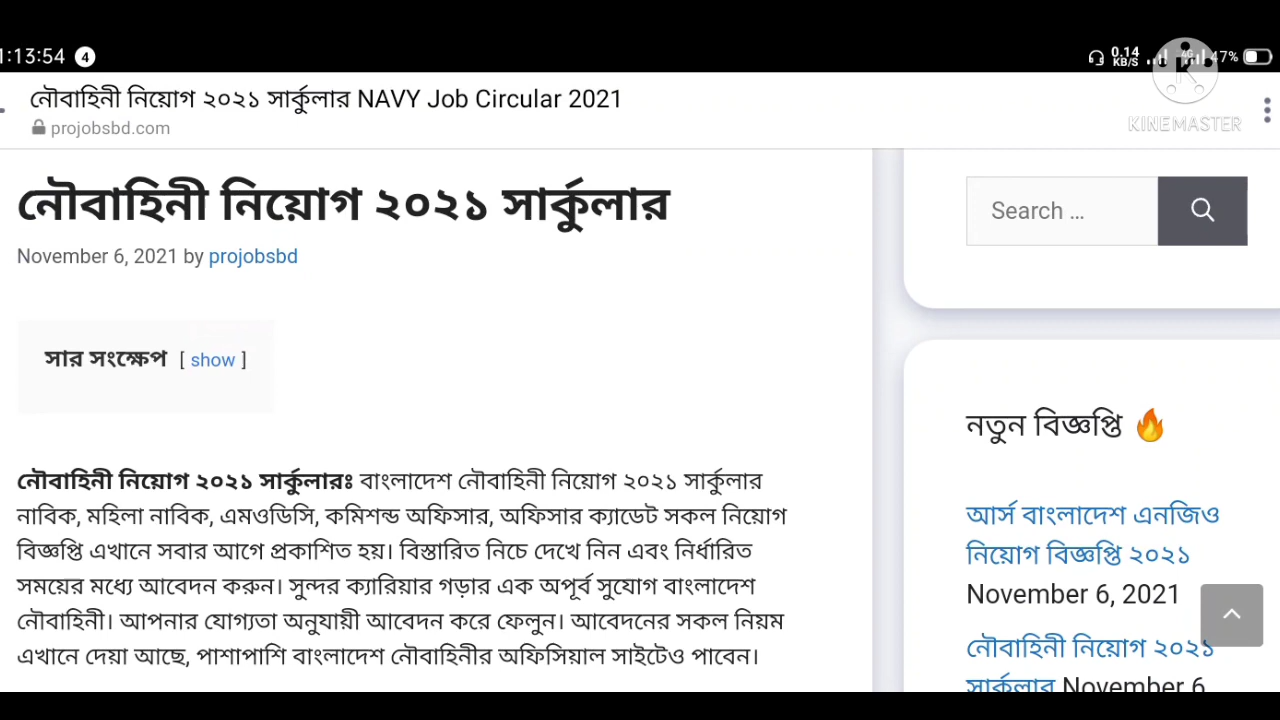 1:13:54 4
0.14 KB/S 4G 47%
নৌবাহিনী নিয়োগ ২০২১ সার্কুলার NAVY Job Circular 2021
projobsbd.com
KINEMASTER
নৌবাহিনী নিয়োগ ২০২১ সার্কুলার
November 6, 2021 by projobsbd
সার সংক্ষেপ [ show ]
নৌবাহিনী নিয়োগ ২০২১ সার্কুলারঃ বাংলাদেশ নৌবাহিনী নিয়োগ ২০২১ সার্কুলার
নাবিক, মহিলা নাবিক, এমওডিসি, কমিশন্ড অফিসার, অফিসার ক্যাডেট সকল নিয়োগ
বিজ্ঞপ্তি এখানে সবার আগে প্রকাশিত হয়। বিস্তারিত নিচে দেখে নিন এবং নির্ধারিত
সময়ের মধ্যে আবেদন করুন। সুন্দর ক্যারিয়ার গড়ার এক অপূর্ব সুযোগ বাংলাদেশ
নৌবাহিনী। আপনার যোগ্যতা অনুযায়ী আবেদন করে ফেলুন। আবেদনের সকল নিয়ম
এখানে দেয়া আছে, পাশাপাশি বাংলাদেশ নৌবাহিনীর অফিসিয়াল সাইটেও পাবেন।
Search ...
নতুন বিজ্ঞপ্তি 🔥
আর্স বাংলাদেশ এনজিও
নিয়োগ বিজ্ঞপ্তি ২০২১
November 6, 2021
নৌবাহিনী নিয়োগ ২০২১
সার্কুলার November 6